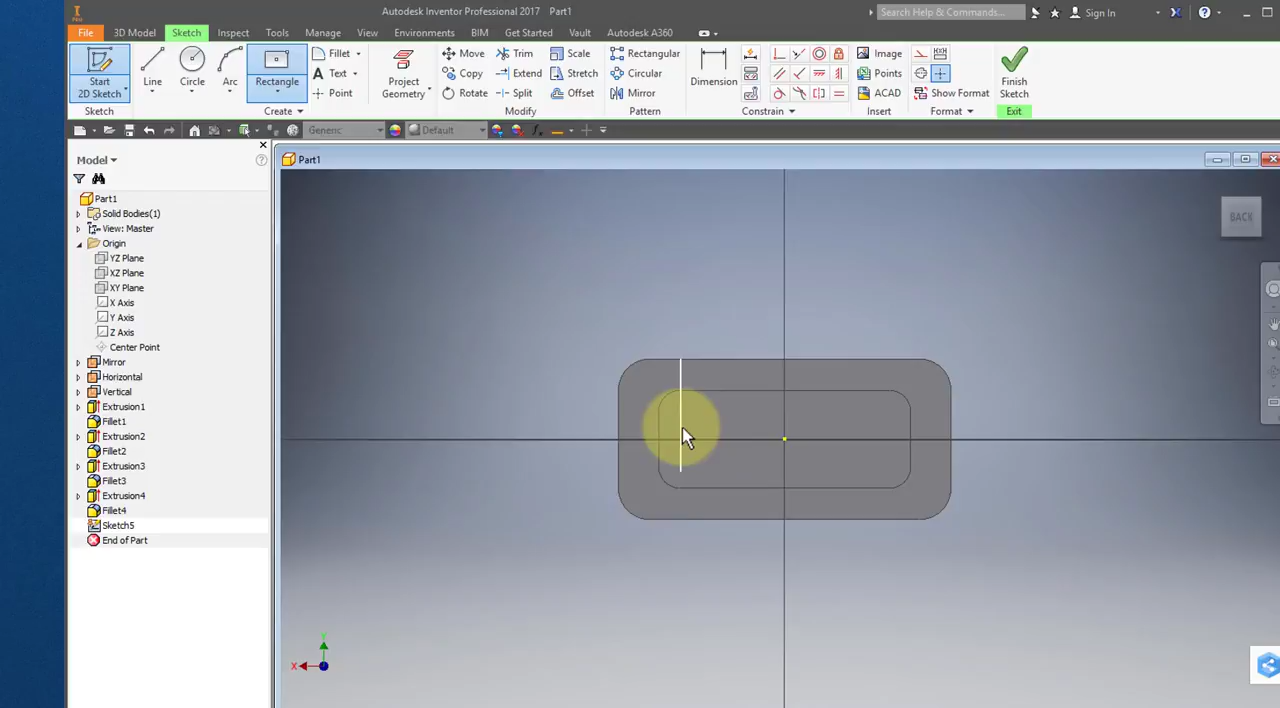 Autodesk Inventor Professional 2017 Part1
Search Help & Commands...
Sign In
PRO
File 3D Model Sketch Inspect Tools Manage View Environments BIM Get Started Vault Autodesk A360
Start
2D Sketch
Line
Circle
Arc
Rectangle
Fillet
Text
Point
Project
Geometry
Move
Copy
Rotate
Trim
Extend
Split
Scale
Stretch
Offset
Rectangular
Circular
Mirror
Dimension
Image
Points
ACAD
Show Format
Finish
Sketch
Sketch Create Modify Pattern Constrain Insert Format Exit
Generic Default
Model
Part1
Part1
Solid Bodies(1)
View: Master
Origin
YZ Plane
XZ Plane
XY Plane
X Axis
Y Axis
Z Axis
Center Point
Mirror
Horizontal
Vertical
Extrusion1
Fillet1
Extrusion2
Fillet2
Extrusion3
Fillet3
Extrusion4
Fillet4
Sketch5
End of Part
BACK
Y
X